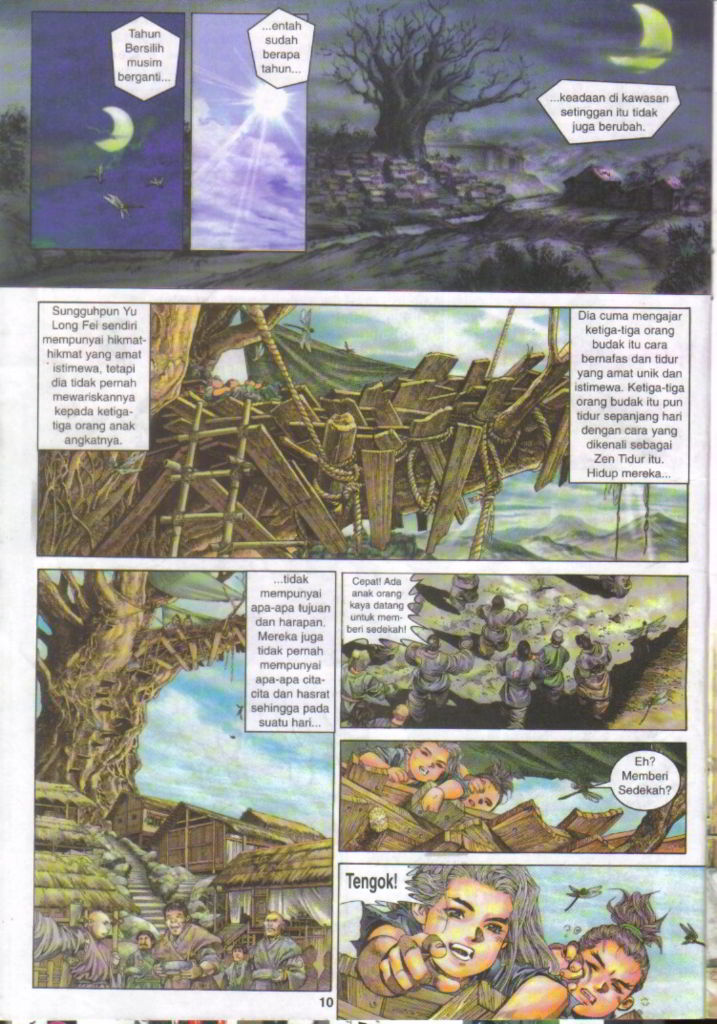 Tahun
Bersilih
musim
berganti...
...entah
sudah
berapa
tahun...
...keadaan di kawasan
setinggan itu tidak
juga berubah.
Sungguhpun Yu
Long Fei sendiri
mempunyai hikmat-
hikmat yang amat
istimewa, tetapi
dia tidak pernah
mewariskannya
kepada ketiga-
tiga orang anak
angkatnya.
Dia cuma mengajar
ketiga-tiga orang
budak itu cara
bernafas dan tidur
yang amat unik dan
istimewa. Ketiga-tiga
orang budak itu pun
tidur sepanjang hari
dengan cara yang
dikenali sebagai
Zen Tidur itu.
Hidup mereka...
...tidak
mempunyai
apa-apa tujuan
dan harapan.
Mereka juga
tidak pernah
mempunyai
apa-apa cita-
cita dan hasrat
sehingga pada
suatu hari...
Cepat! Ada
anak orang
kaya datang
untuk mem-
beri sedekah!
Eh?
Memberi
Sedekah?
Tengok!
10